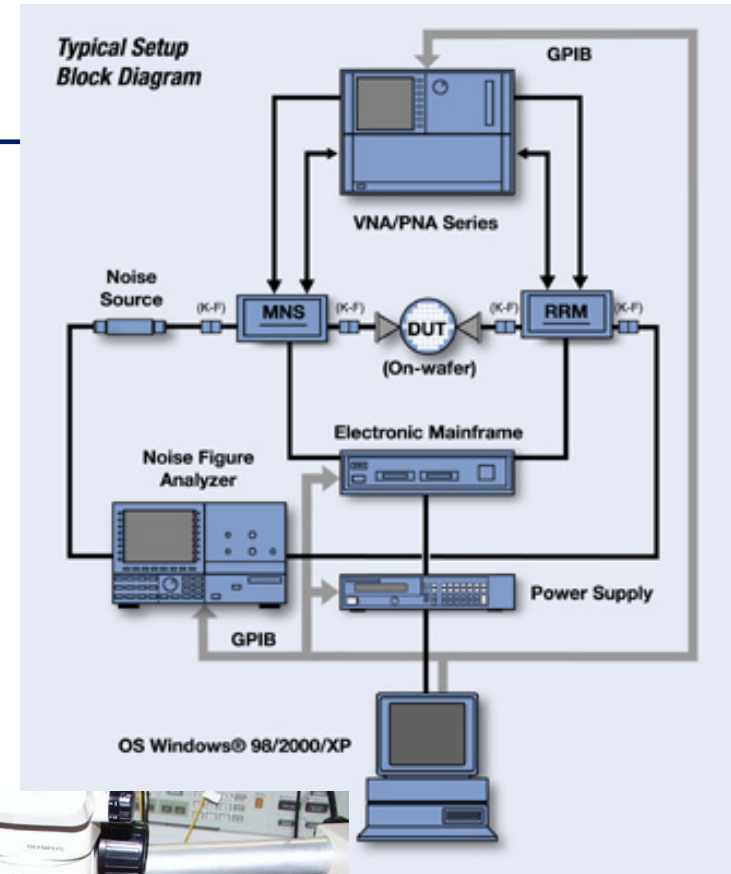 Typical Setup
Block Diagram
GPIB
VNA/PNA Series
Noise
Source
(K-F)
MNS
(K-F)
DUT
(K-F)
RRM
(K-F)
(On-wafer)
Electronic Mainframe
Noise Figure
Analyzer
Power Supply
GPIB
OS Windows® 98/2000/XP
OLYMPUS